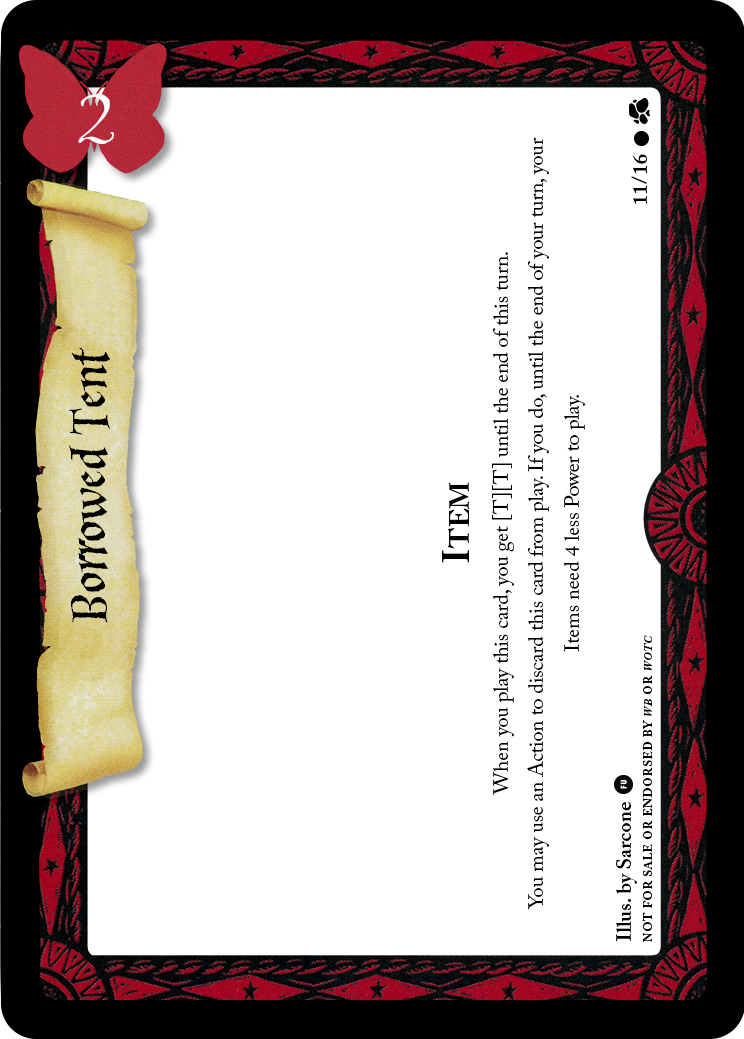 2
Borrowed Tent
Item
When you play this card, you get [T][T] until the end of this turn.
You may use an Action to discard this card from play. If you do, until the end of your turn, your
Items need 4 less Power to play.
Illus. by Sarcone FU
NOT FOR SALE OR ENDORSED BY WB OR WOTC
11/16